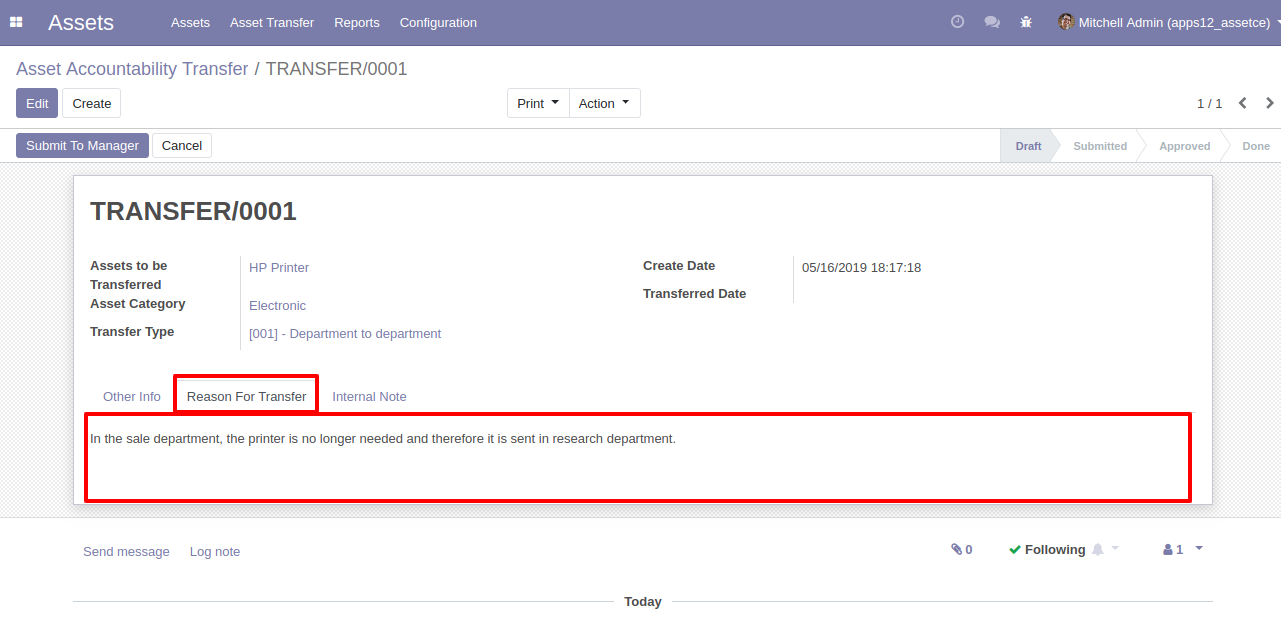 Assets Assets Asset Transfer Reports Configuration Mitchell Admin (apps12_assetce)
Asset Accountability Transfer / TRANSFER/0001
Edit Create Print Action 1 / 1
Submit To Manager Cancel Draft Submitted Approved Done
TRANSFER/0001
Assets to be Transferred HP Printer
Asset Category Electronic
Transfer Type [001] - Department to department
Create Date 05/16/2019 18:17:18
Transferred Date
Other Info Reason For Transfer Internal Note
In the sale department, the printer is no longer needed and therefore it is sent in research department.
Send message Log note 0 Following 1
Today